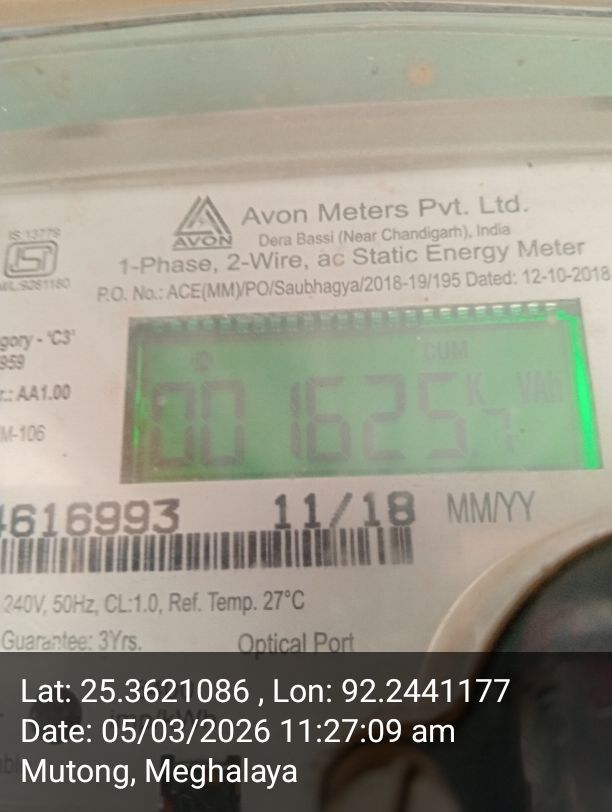 Avon Meters Pvt. Ltd.
AVON
Dera Bassi (Near Chandigarh), India
1-Phase, 2-Wire, ac Static Energy Meter
P.O. No.: ACE(MM)/PO/Saubhagya/2018-19/195 Dated: 12-10-2018
IS 13779
gory - 'C3'
959
r.: AA1.00
M-106
CUM
001625.7 K VAh
4616993 11/18 MM/YY
240V, 50Hz, CL:1.0, Ref. Temp. 27°C
Guarantee: 3Yrs.
Optical Port
Lat: 25.3621086 , Lon: 92.2441177
Date: 05/03/2026 11:27:09 am
Mutong, Meghalaya